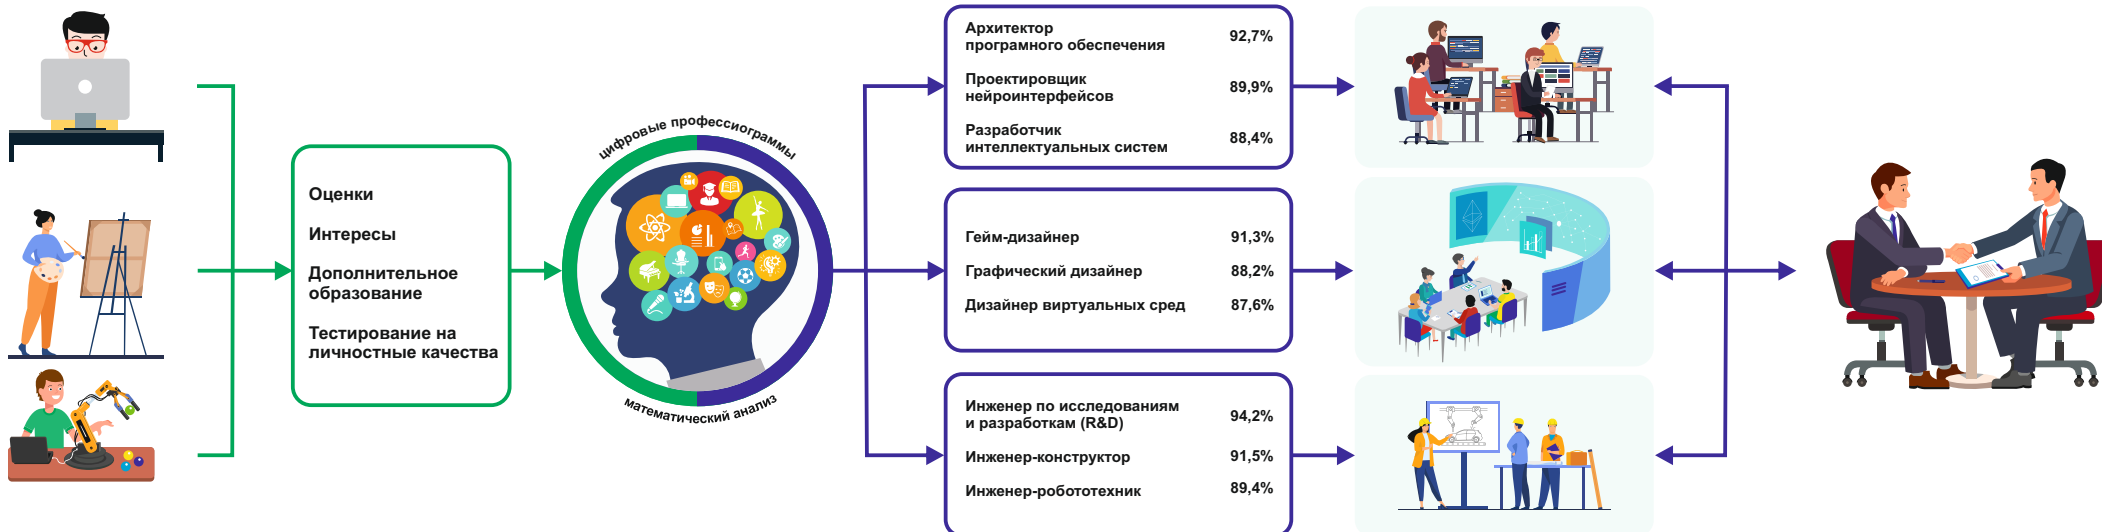 Оценки
Интересы
Дополнительное
образование
Тестирование на
личностные качества
цифровые профессиограммы
математический анализ
Архитектор
програмного обеспечения 92,7%
Проектировщик
нейроинтерфейсов 89,9%
Разработчик
интеллектуальных систем 88,4%
Гейм-дизайнер 91,3%
Графический дизайнер 88,2%
Дизайнер виртуальных сред 87,6%
Инженер по исследованиям
и разработкам (R&D) 94,2%
Инженер-конструктор 91,5%
Инженер-робототехник 89,4%